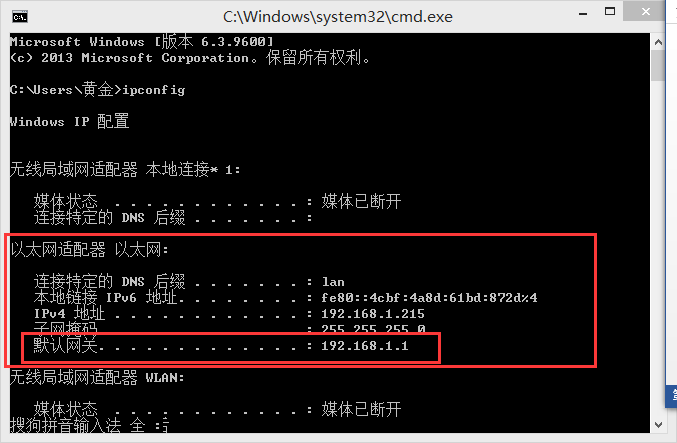 C:\Windows\system32\cmd.exe
Microsoft Windows [版本 6.3.9600]
(c) 2013 Microsoft Corporation。保留所有权利。
C:\Users\黄金>ipconfig
Windows IP 配置
无线局域网适配器 本地连接* 1:
媒体状态 . . . . . . . . . . . . : 媒体已断开
连接特定的 DNS 后缀 . . . . . . . :
以太网适配器 以太网:
连接特定的 DNS 后缀 . . . . . . . : lan
本地链接 IPv6 地址. . . . . . . . : fe80::4cbf:4a8d:61bd:872d%4
IPv4 地址 . . . . . . . . . . . . : 192.168.1.215
子网掩码 . . . . . . . . . . . . : 255.255.255.0
默认网关. . . . . . . . . . . . . : 192.168.1.1
无线局域网适配器 WLAN:
媒体状态 . . . . . . . . . . . . : 媒体已断开
搜狗拼音输入法 全 :